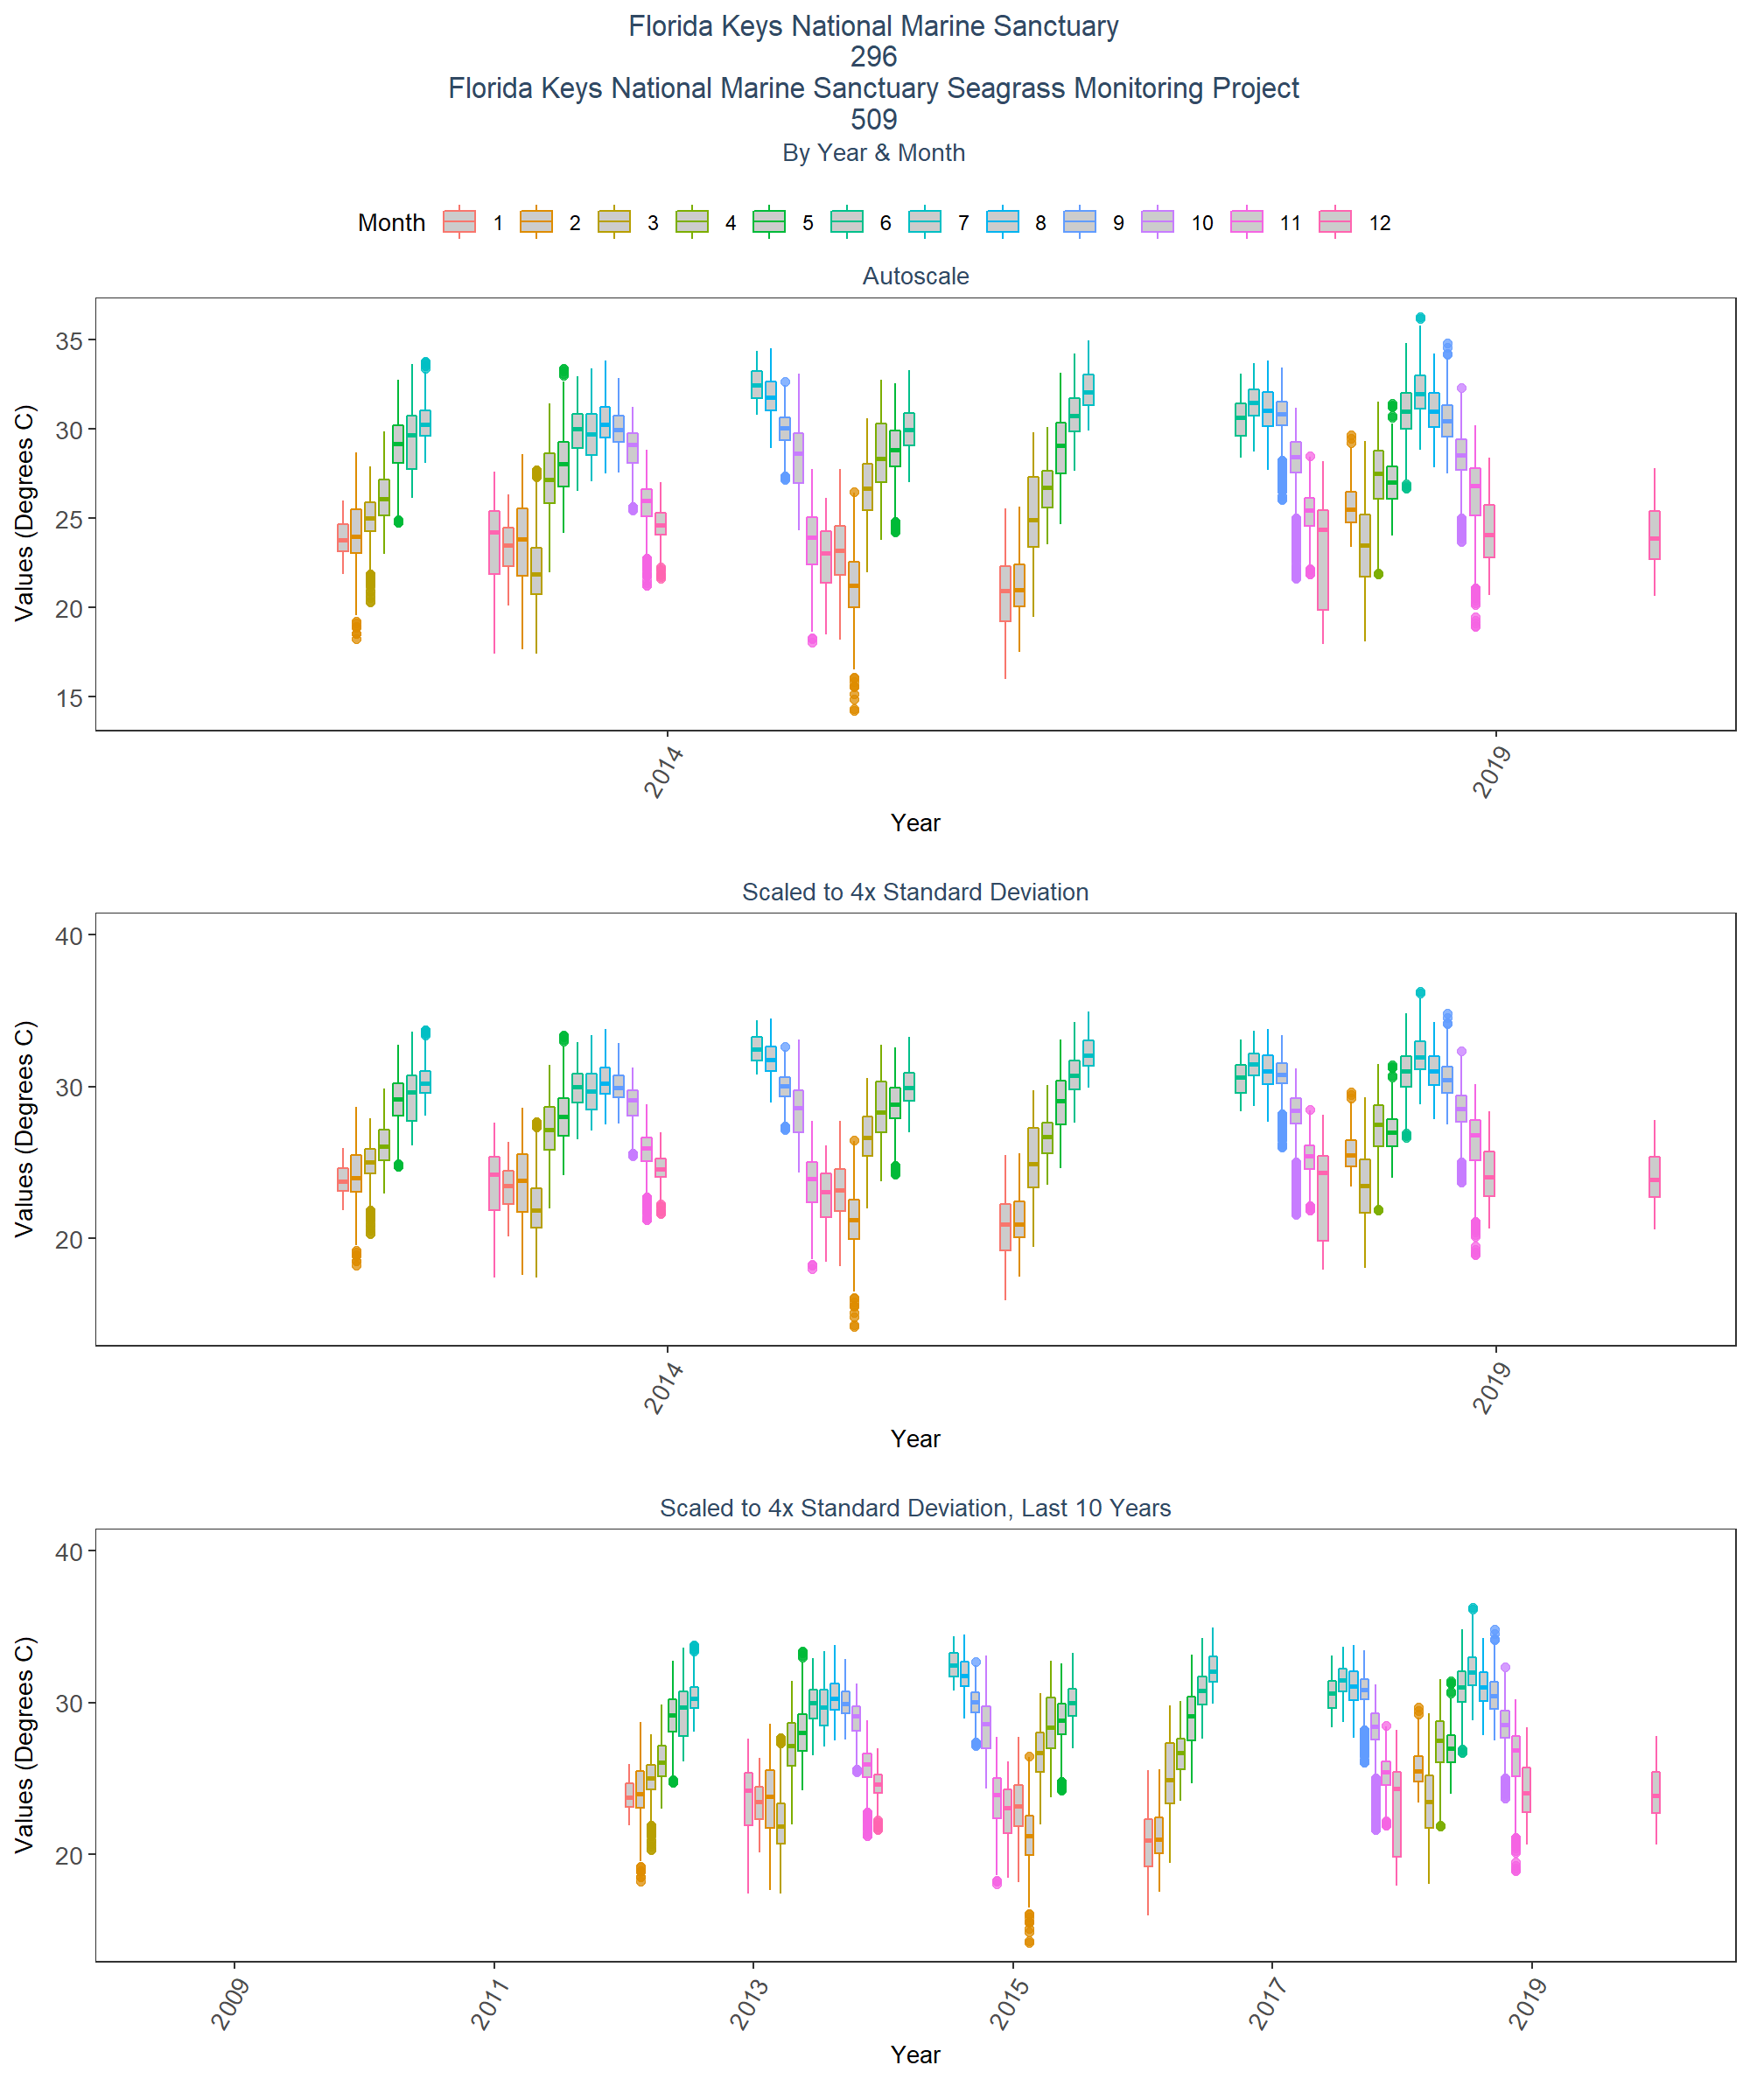 Florida Keys National Marine Sanctuary
296
Florida Keys National Marine Sanctuary Seagrass Monitoring Project
509
By Year & Month
Month 1 2 3 4 5 6 7 8 9 10 11 12
Autoscale
Values (Degrees C)
35
30
25
20
15
2014 2019
Year
Scaled to 4x Standard Deviation
Values (Degrees C)
40
30
20
2014 2019
Year
Scaled to 4x Standard Deviation, Last 10 Years
Values (Degrees C)
40
30
20
2009 2011 2013 2015 2017 2019
Year